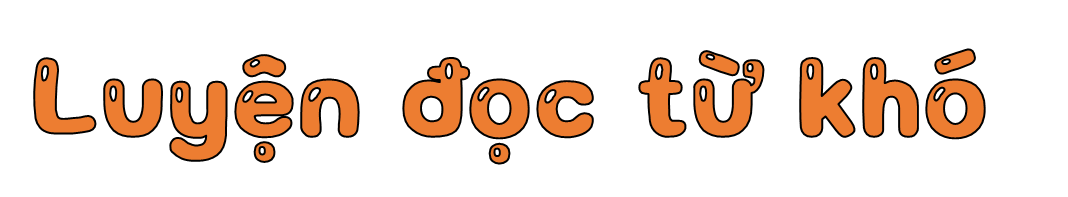 Luyện đọc từ khó